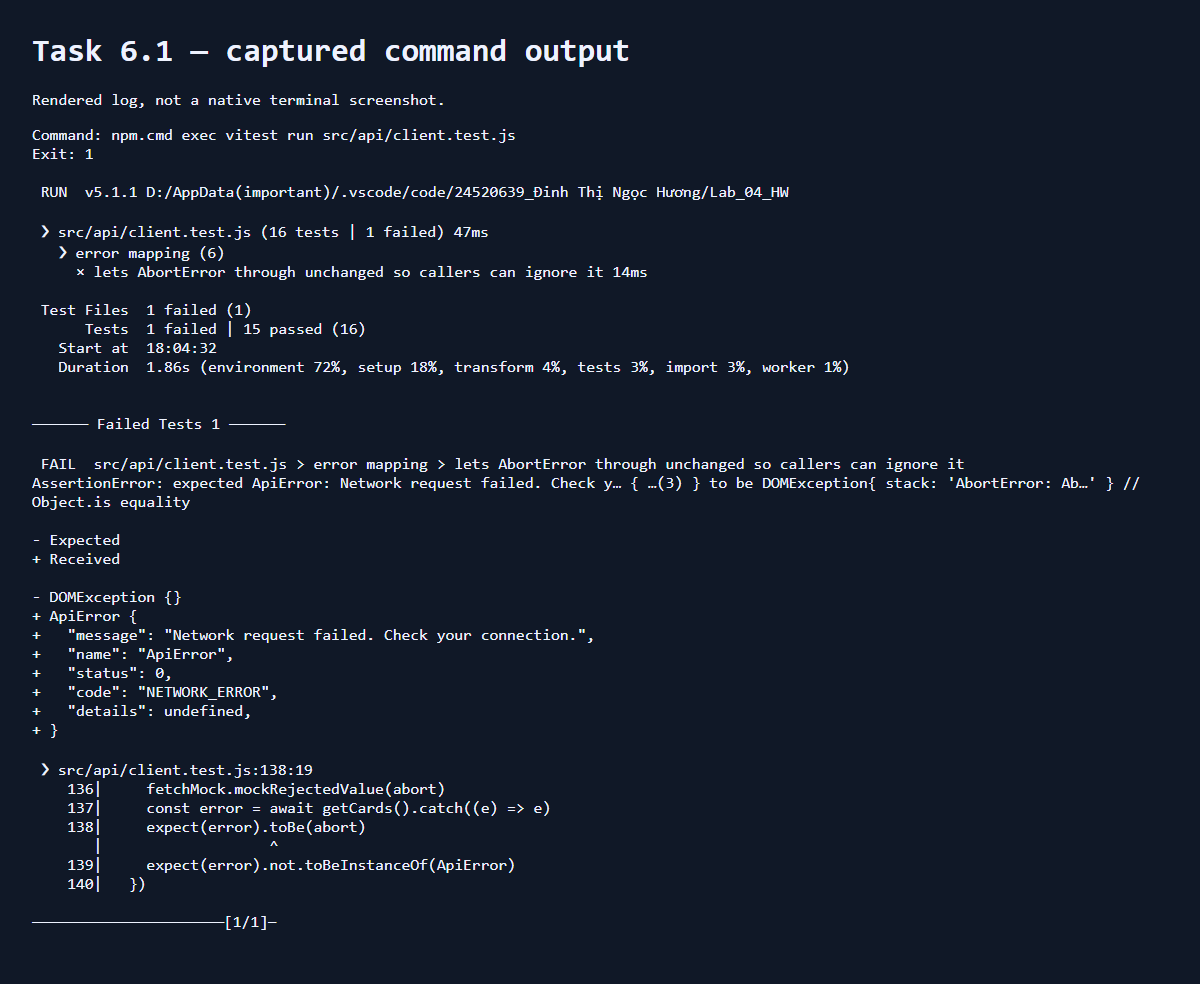 Task 6.1 — captured command output
Rendered log, not a native terminal screenshot.
Command: npm.cmd exec vitest run src/api/client.test.js
Exit: 1
RUN  v5.1.1 D:/AppData(important)/.vscode/code/24520639_Đinh Thị Ngọc Hương/Lab_04_HW
❯ src/api/client.test.js (16 tests | 1 failed) 47ms
❯ error mapping (6)
× lets AbortError through unchanged so callers can ignore it 14ms
Test Files  1 failed (1)
Tests  1 failed | 15 passed (16)
Start at  18:04:32
Duration  1.86s (environment 72%, setup 18%, transform 4%, tests 3%, import 3%, worker 1%)
─────── Failed Tests 1 ───────
FAIL  src/api/client.test.js > error mapping > lets AbortError through unchanged so callers can ignore it
AssertionError: expected ApiError: Network request failed. Check y… { …(3) } to be DOMException{ stack: 'AbortError: Ab…' } //
Object.is equality
- Expected
+ Received
- DOMException {}
+ ApiError {
+   "message": "Network request failed. Check your connection.",
+   "name": "ApiError",
+   "status": 0,
+   "code": "NETWORK_ERROR",
+   "details": undefined,
+ }
❯ src/api/client.test.js:138:19
136|     fetchMock.mockRejectedValue(abort)
137|     const error = await getCards().catch((e) => e)
138|     expect(error).toBe(abort)
|                   ^
139|     expect(error).not.toBeInstanceOf(ApiError)
140|   })
──────────────────────[1/1]─